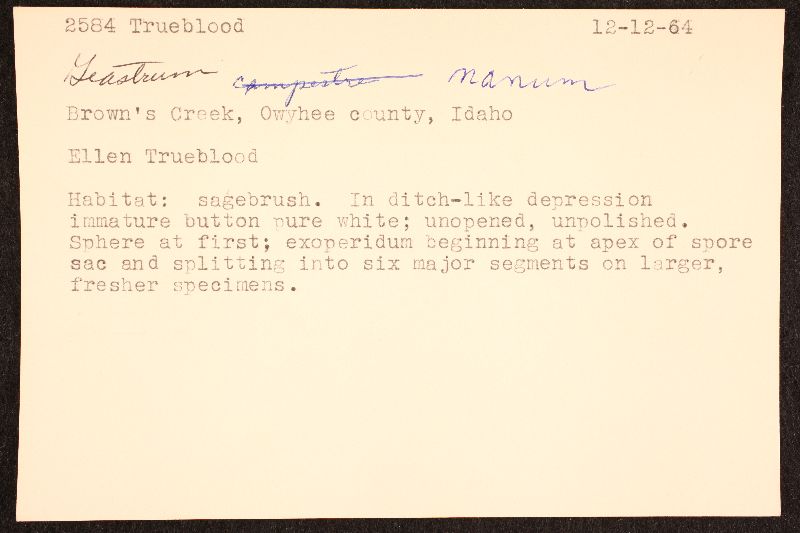 2584 Trueblood 12-12-64
Geastrum campestre nanum
Brown's Creek, Owyhee county, Idaho
Ellen Trueblood
Habitat: sagebrush. In ditch-like depression
immature button pure white; unopened, unpolished.
Sphere at first; exoperidum beginning at apex of spore
sac and splitting into six major segments on larger,
fresher specimens.